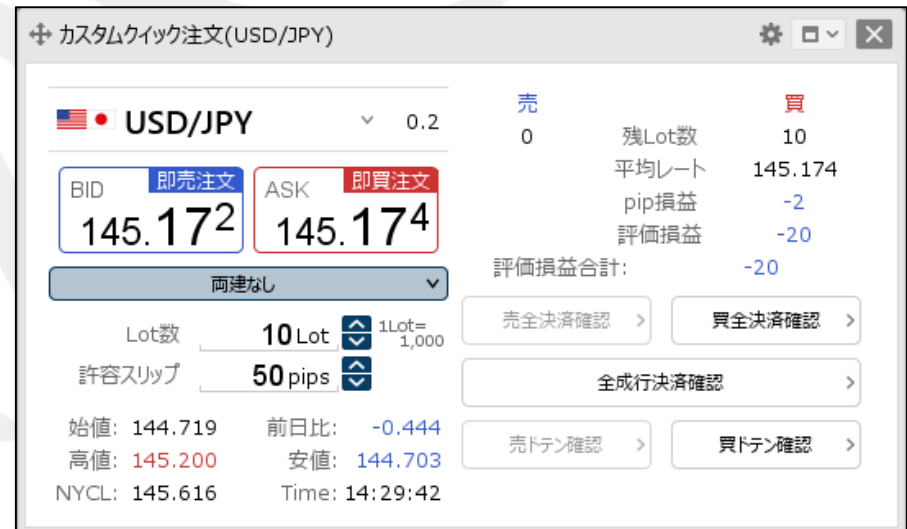 カスタムクイック注文(USD/JPY)
USD/JPY 0.2
BID 即売注文
145.172
ASK 即買注文
145.174
両建なし
Lot数 10 Lot 1Lot=
1,000
許容スリップ 50 pips
始値: 144.719 前日比: -0.444
高値: 145.200 安値: 144.703
NYCL: 145.616 Time: 14:29:42
売 買
0 残Lot数 10
平均レート 145.174
pip損益 -2
評価損益 -20
評価損益合計: -20
売全決済確認 買全決済確認
全成行決済確認
売ドテン確認 買ドテン確認